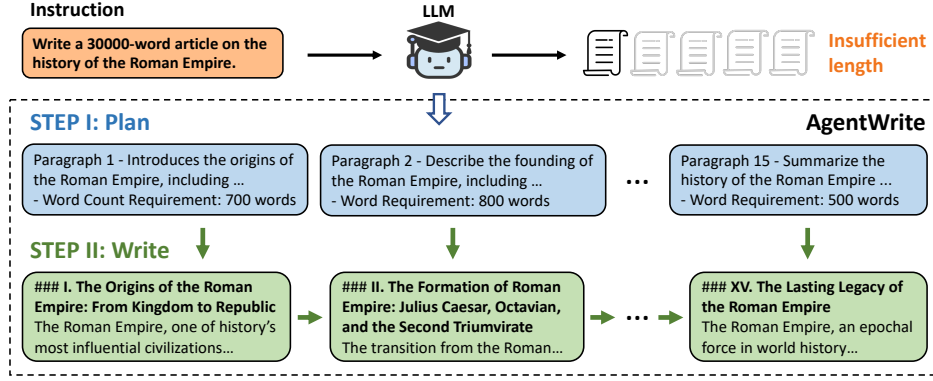 Instruction
LLM
Write a 30000-word article on the
history of the Roman Empire.
Insufficient
length
STEP I: Plan
AgentWrite
Paragraph 1 - Introduces the origins of
the Roman Empire, including ...
- Word Count Requirement: 700 words
Paragraph 2 - Describe the founding of
the Roman Empire, including ...
- Word Requirement: 800 words
...
Paragraph 15 - Summarize the
history of the Roman Empire ...
- Word Requirement: 500 words
STEP II: Write
### I. The Origins of the Roman
Empire: From Kingdom to Republic
The Roman Empire, one of history's
most influential civilizations...
### II. The Formation of Roman
Empire: Julius Caesar, Octavian,
and the Second Triumvirate
The transition from the Roman...
...
### XV. The Lasting Legacy of
the Roman Empire
The Roman Empire, an epochal
force in world history...